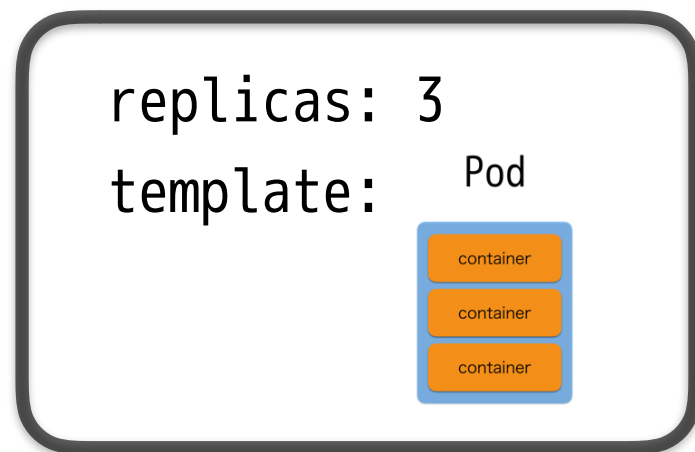 replicas: 3
template:
Pod
container
container
container